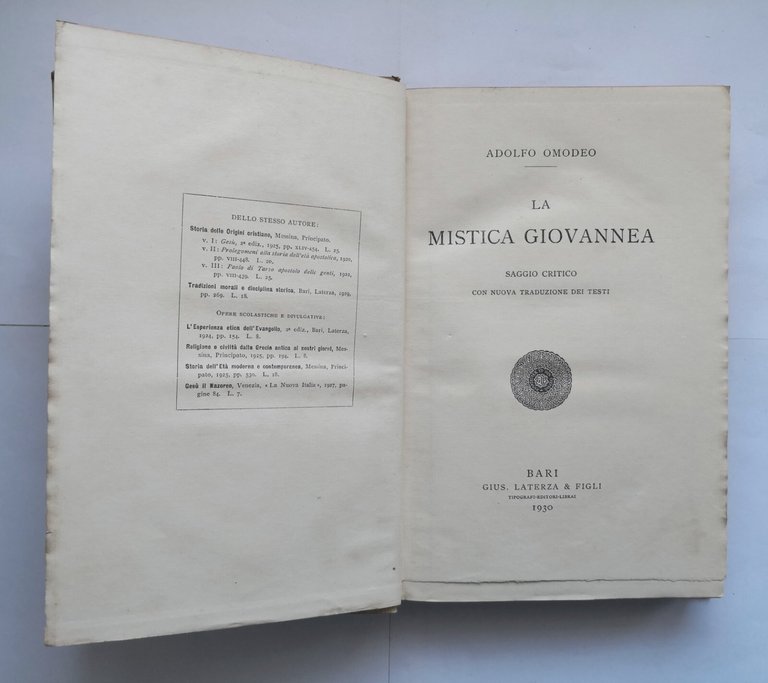 DELLO STESSO AUTORE:
Storia delle Origini cristiane, Messina, Principato.
v. I: Gesù, 2ª ediz., 1925, pp. XLIV-454. L. 25.
v. II: Prolegomeni alla storia dell'età apostolica, 1920,
pp. VIII-448. L. 20.
v. III: Paolo di Tarso apostolo delle genti, 1922,
pp. VIII-479. L. 25.
Tradizioni morali e disciplina storica, Bari, Laterza, 1929,
pp. 269. L. 18.
OPERE SCOLASTICHE E DIVULGATIVE:
L'Esperienza etica dell'Evangelio, 2ª ediz., Bari, Laterza,
1924, pp. 154. L. 8.
Religione e civiltà dalla Grecia antica ai nostri giorni, Mes-
sina, Principato, 1925, pp. 194. L. 8.
Storia dell'Età moderna e contemporanea, Messina, Princi-
pato, 1925, pp. 530. L. 18.
Gesù il Nazoreo, Venezia, «La Nuova Italia», 1927, pa-
gine 84. L. 7.
ADOLFO OMODEO
LA
MISTICA GIOVANNEA
SAGGIO CRITICO
CON NUOVA TRADUZIONE DEI TESTI
BARI
GIUS. LATERZA & FIGLI
TIPOGRAFI-EDITORI-LIBRAI
1930